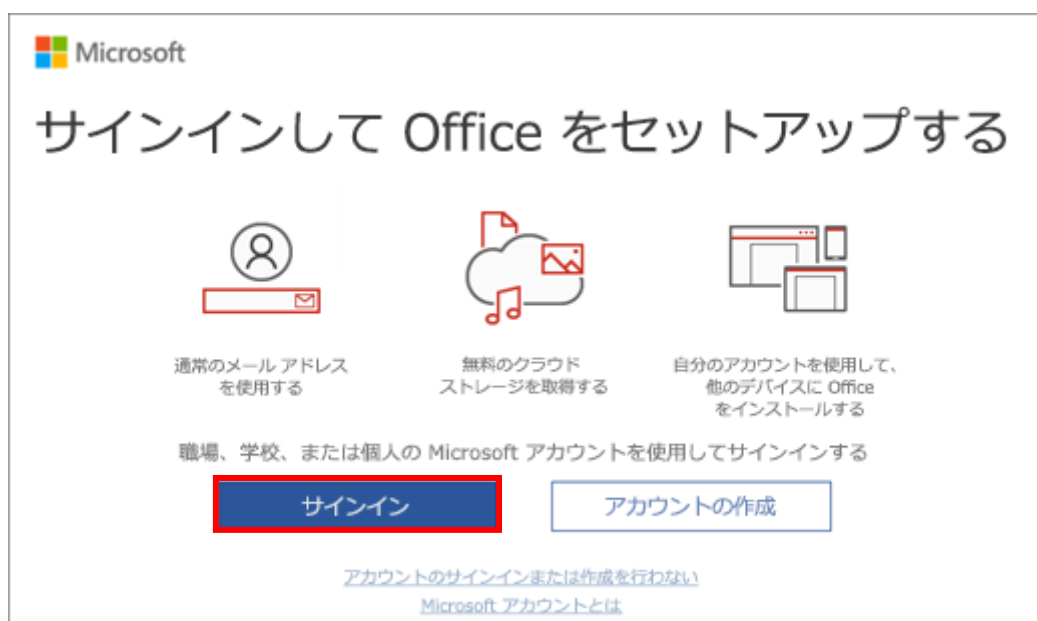 Microsoft
サインインして Office をセットアップする
通常のメール アドレス
を使用する
無料のクラウド
ストレージを取得する
自分のアカウントを使用して、
他のデバイスに Office
をインストールする
職場、学校、または個人の Microsoft アカウントを使用してサインインする
サインイン
アカウントの作成
アカウントのサインインまたは作成を行わない
Microsoft アカウントとは